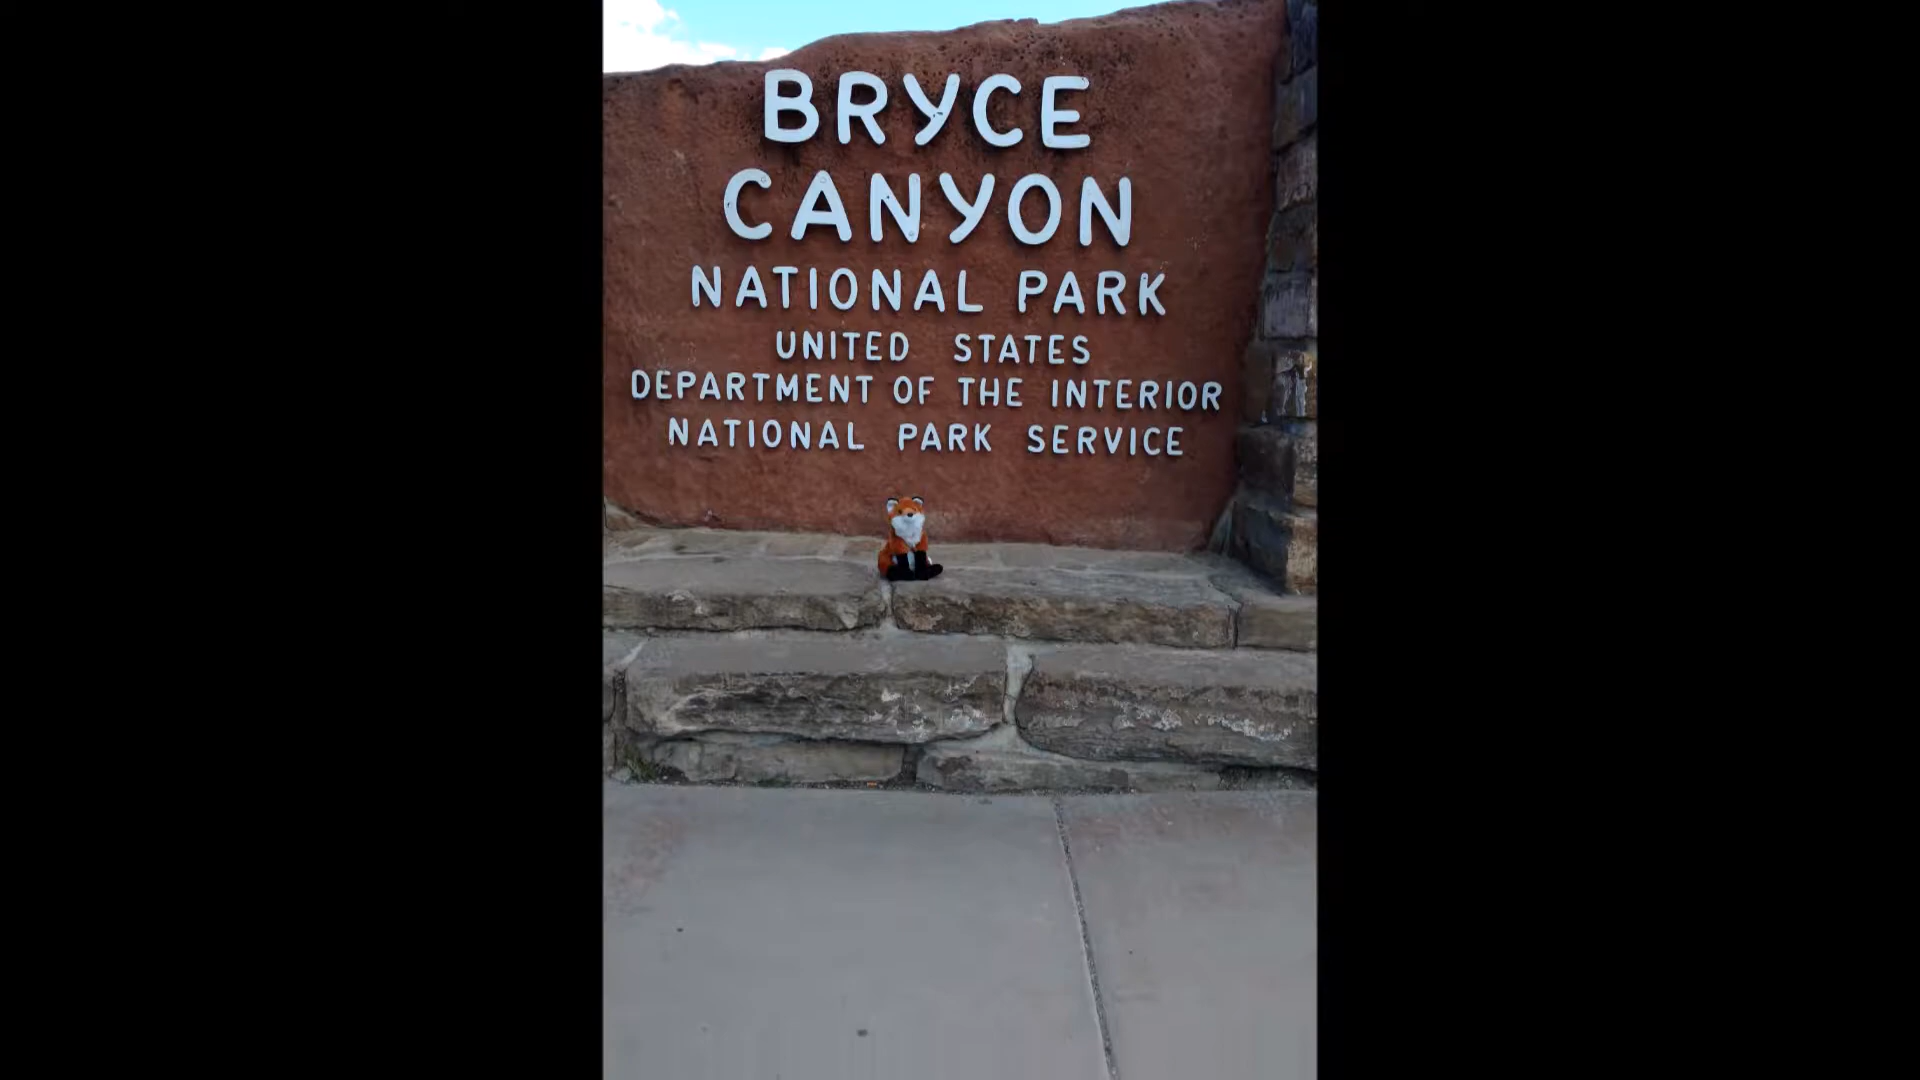 BRYCE
CANYON
NATIONAL PARK
UNITED STATES
DEPARTMENT OF THE INTERIOR
NATIONAL PARK SERVICE